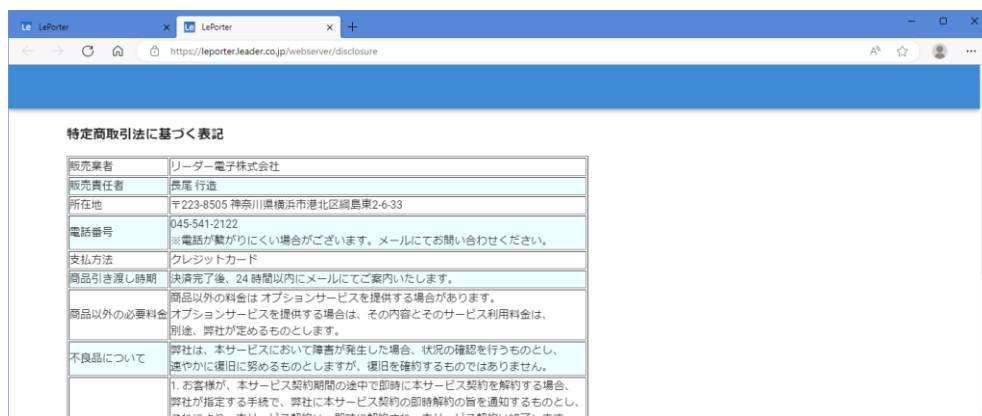 Le LePorter
Le LePorter
https://leporter.leader.co.jp/webserver/disclosure
特定商取引法に基づく表記
販売業者 リーダー電子株式会社
販売責任者 長尾 行造
所在地 〒223-8505 神奈川県横浜市港北区綱島東2-6-33
電話番号 045-541-2122
※電話が繋がりにくい場合がございます。メールにてお問い合わせください。
支払方法 クレジットカード
商品引き渡し時期 決済完了後、24 時間以内にメールにてご案内いたします。
商品以外の必要料金 商品以外の料金は オプションサービスを提供する場合があります。
オプションサービスを提供する場合は、その内容とそのサービス利用料金は、
別途、弊社が定めるものとします。
不良品について 弊社は、本サービスにおいて障害が発生した場合、状況の確認を行うものとし、
速やかに復旧に努めるものとしますが、復旧を確約するものではありません。
1. お客様が、本サービス契約期間の途中で即時に本サービス契約を解約する場合、
弊社が指定する手続で、弊社に本サービス契約の即時解約の旨を通知するものとし、